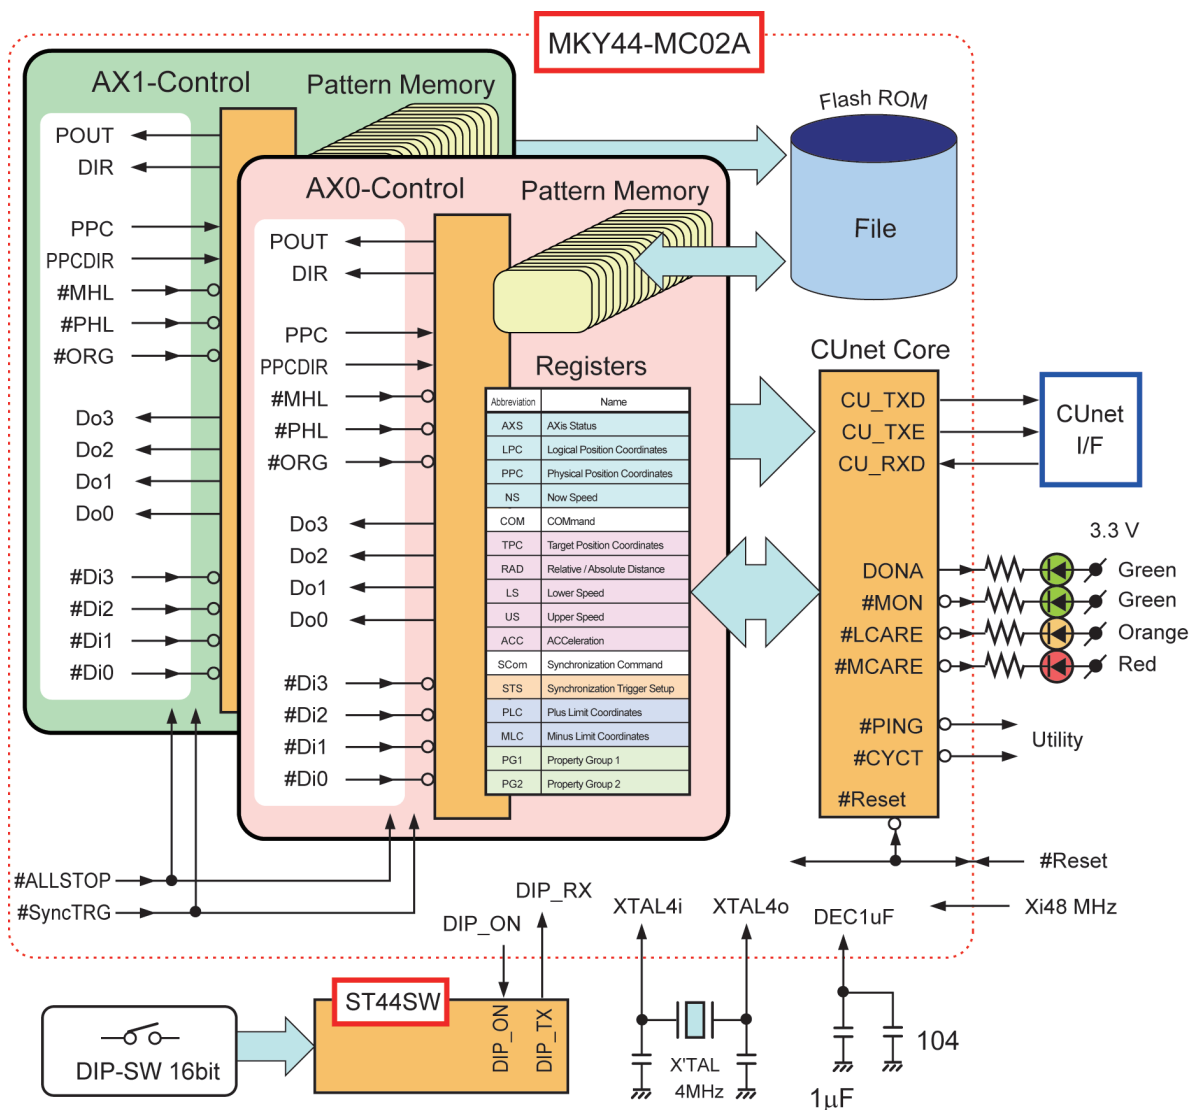 MKY44-MC02A
AX1-Control
Pattern Memory
POUT
DIR
PPC
PPCDIR
#MHL
#PHL
#ORG
Do3
Do2
Do1
Do0
#Di3
#Di2
#Di1
#Di0
AX0-Control
Pattern Memory
POUT
DIR
PPC
PPCDIR
#MHL
#PHL
#ORG
Do3
Do2
Do1
Do0
#Di3
#Di2
#Di1
#Di0
Registers
Abbreviation Name
AXS AXis Status
LPC Logical Position Coordinates
PPC Physical Position Coordinates
NS Now Speed
COM COMmand
TPC Target Position Coordinates
RAD Relative / Absolute Distance
LS Lower Speed
US Upper Speed
ACC ACCeleration
SCom Synchronization Command
STS Synchronization Trigger Setup
PLC Plus Limit Coordinates
MLC Minus Limit Coordinates
PG1 Property Group 1
PG2 Property Group 2
Flash ROM
File
CUnet Core
CU_TXD
CU_TXE
CU_RXD
CUnet
I/F
3.3 V
DONA
Green
#MON
Green
#LCARE
Orange
#MCARE
Red
#PING
#CYCT
Utility
#Reset
#Reset
Xi48 MHz
#ALLSTOP
#SyncTRG
DIP_ON
DIP_RX
XTAL4i
XTAL4o
DEC1uF
ST44SW
DIP_ON
DIP_TX
DIP-SW 16bit
X'TAL
4MHz
104
1μF